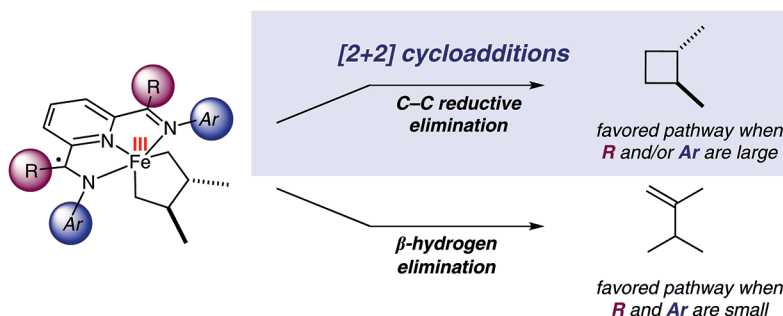 [2+2] cycloadditions
C–C reductive
elimination
favored pathway when
R and/or Ar are large
R
Ar
N
N
III
Fe
R
N
Ar
β-hydrogen
elimination
favored pathway when
R and Ar are small